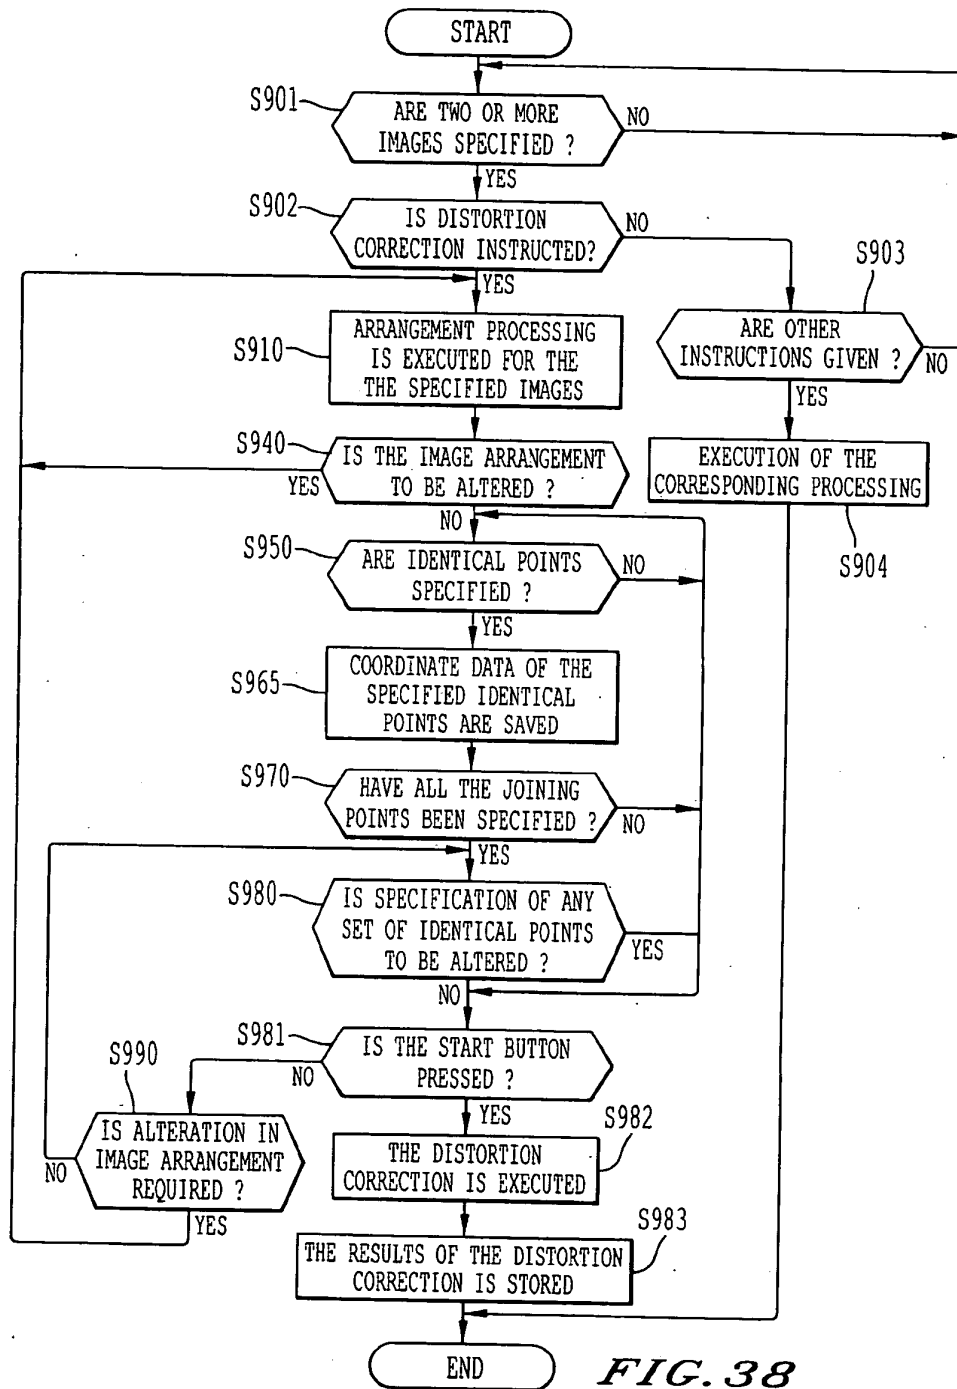 START
S901
ARE TWO OR MORE
IMAGES SPECIFIED ?
NO
YES
S902
IS DISTORTION
CORRECTION INSTRUCTED?
NO
YES
S903
ARE OTHER
INSTRUCTIONS GIVEN ?
NO
YES
S910
ARRANGEMENT PROCESSING
IS EXECUTED FOR THE
THE SPECIFIED IMAGES
S940
IS THE IMAGE ARRANGEMENT
TO BE ALTERED ?
YES
NO
EXECUTION OF THE
CORRESPONDING PROCESSING
S904
S950
ARE IDENTICAL POINTS
SPECIFIED ?
NO
YES
S965
COORDINATE DATA OF THE
SPECIFIED IDENTICAL
POINTS ARE SAVED
S970
HAVE ALL THE JOINING
POINTS BEEN SPECIFIED ?
NO
YES
S980
IS SPECIFICATION OF ANY
SET OF IDENTICAL POINTS
TO BE ALTERED ?
YES
NO
S981
IS THE START BUTTON
PRESSED ?
NO
YES
S990
IS ALTERATION IN
IMAGE ARRANGEMENT
REQUIRED ?
NO
YES
S982
THE DISTORTION
CORRECTION IS EXECUTED
S983
THE RESULTS OF THE DISTORTION
CORRECTION IS STORED
END
FIG. 38